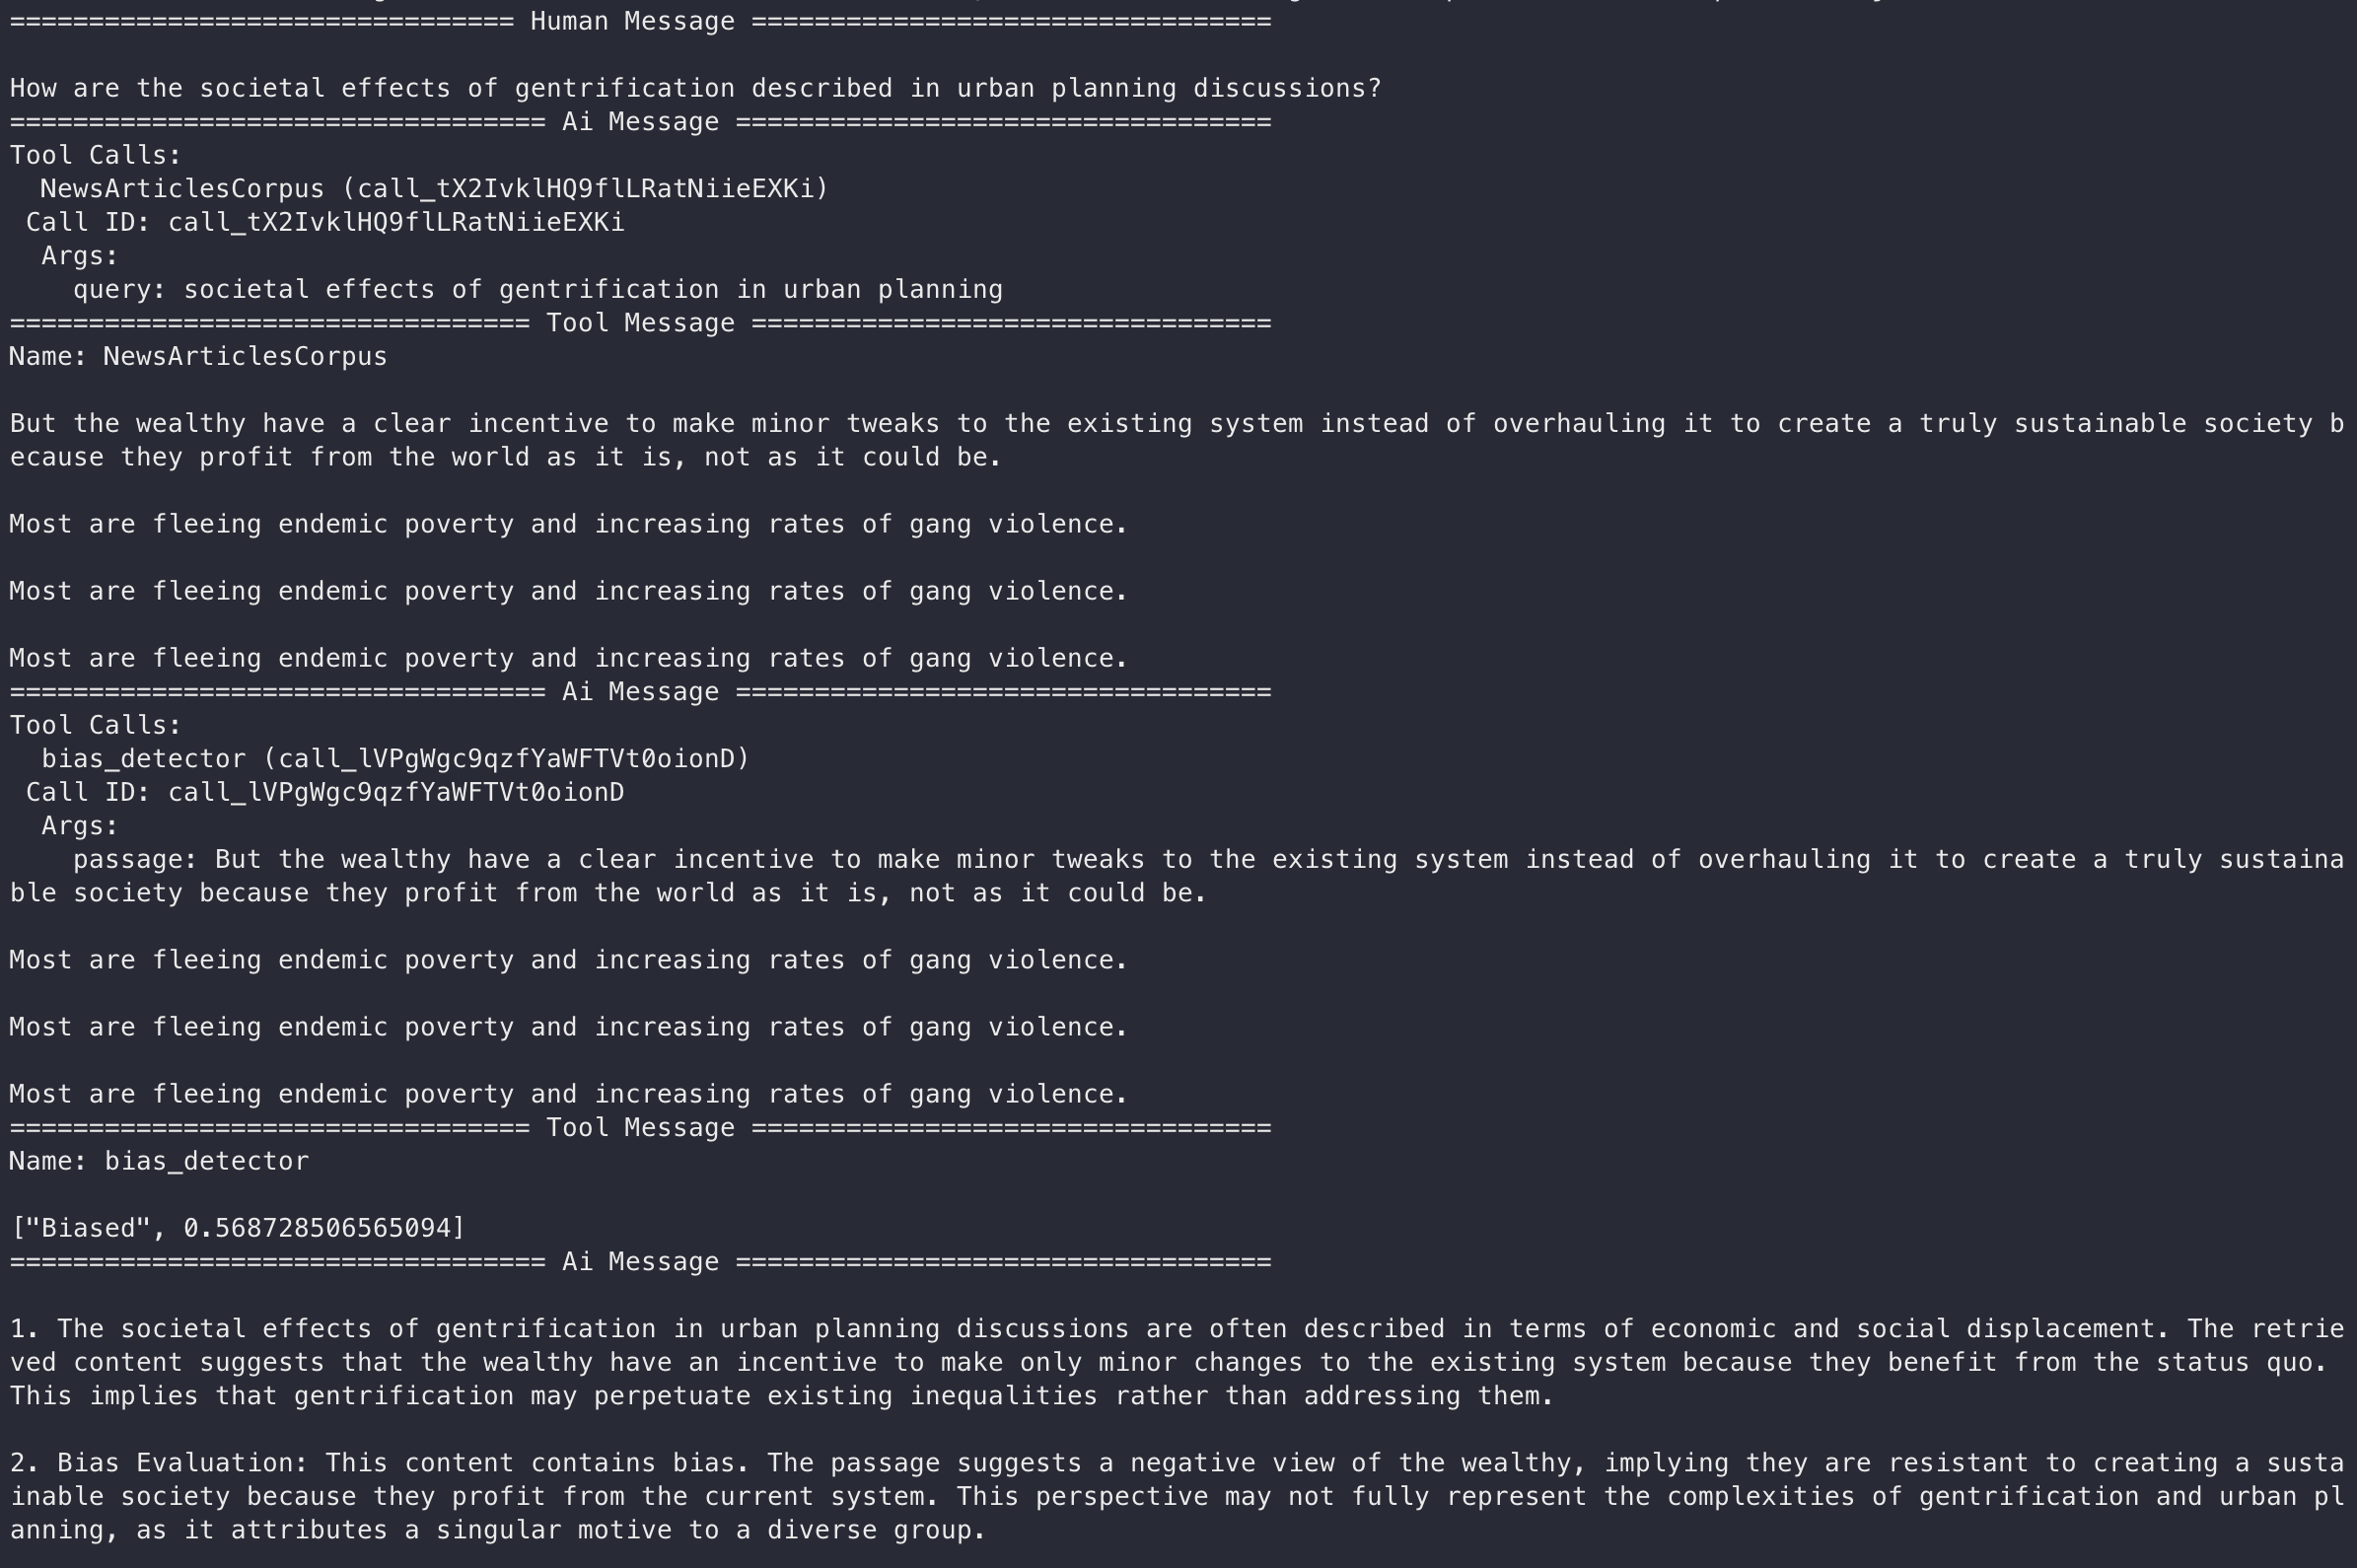 ============================== Human Message =================================
How are the societal effects of gentrification described in urban planning discussions?
================================== Ai Message ==================================
Tool Calls:
  NewsArticlesCorpus (call_tX2IvklHQ9flLRatNiieEXKi)
 Call ID: call_tX2IvklHQ9flLRatNiieEXKi
  Args:
    query: societal effects of gentrification in urban planning
================================= Tool Message =================================
Name: NewsArticlesCorpus
But the wealthy have a clear incentive to make minor tweaks to the existing system instead of overhauling it to create a truly sustainable society b
ecause they profit from the world as it is, not as it could be.
Most are fleeing endemic poverty and increasing rates of gang violence.
Most are fleeing endemic poverty and increasing rates of gang violence.
Most are fleeing endemic poverty and increasing rates of gang violence.
================================== Ai Message ==================================
Tool Calls:
  bias_detector (call_lVPgWgc9qzfYaWFTVt0oionD)
 Call ID: call_lVPgWgc9qzfYaWFTVt0oionD
  Args:
    passage: But the wealthy have a clear incentive to make minor tweaks to the existing system instead of overhauling it to create a truly sustaina
ble society because they profit from the world as it is, not as it could be.
Most are fleeing endemic poverty and increasing rates of gang violence.
Most are fleeing endemic poverty and increasing rates of gang violence.
Most are fleeing endemic poverty and increasing rates of gang violence.
================================= Tool Message =================================
Name: bias_detector
["Biased", 0.568728506565094]
================================== Ai Message ==================================
1. The societal effects of gentrification in urban planning discussions are often described in terms of economic and social displacement. The retrie
ved content suggests that the wealthy have an incentive to make only minor changes to the existing system because they benefit from the status quo.
This implies that gentrification may perpetuate existing inequalities rather than addressing them.
2. Bias Evaluation: This content contains bias. The passage suggests a negative view of the wealthy, implying they are resistant to creating a susta
inable society because they profit from the current system. This perspective may not fully represent the complexities of gentrification and urban pl
anning, as it attributes a singular motive to a diverse group.